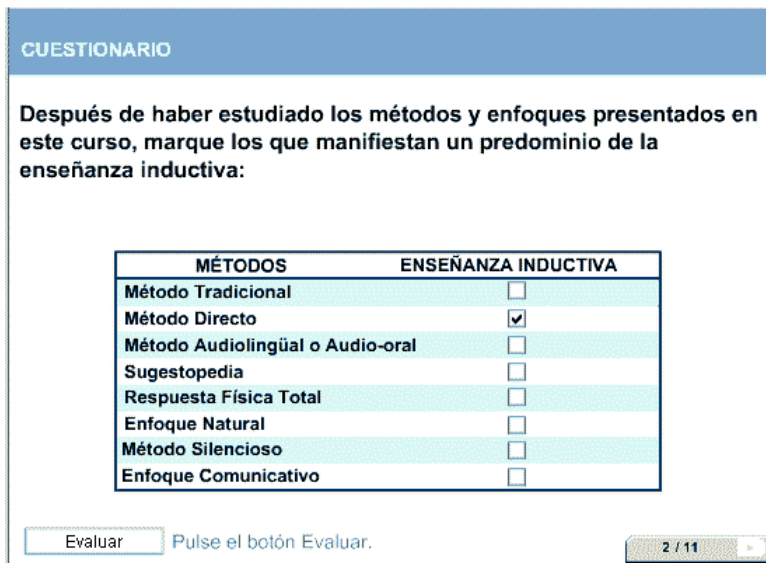 CUESTIONARIO
Después de haber estudiado los métodos y enfoques presentados en
este curso, marque los que manifiestan un predominio de la
enseñanza inductiva:
MÉTODOS ENSEÑANZA INDUCTIVA
Método Tradicional
Método Directo
Método Audiolingüal o Audio-oral
Sugestopedia
Respuesta Física Total
Enfoque Natural
Método Silencioso
Enfoque Comunicativo
Evaluar Pulse el botón Evaluar. 2 / 11